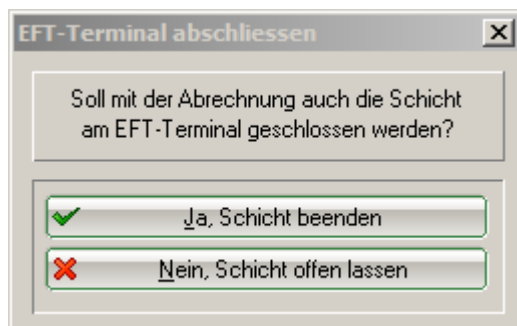 EFT-Terminal abschliessen
Soll mit der Abrechnung auch die Schicht
am EFT-Terminal geschlossen werden?
Ja, Schicht beenden
Nein, Schicht offen lassen